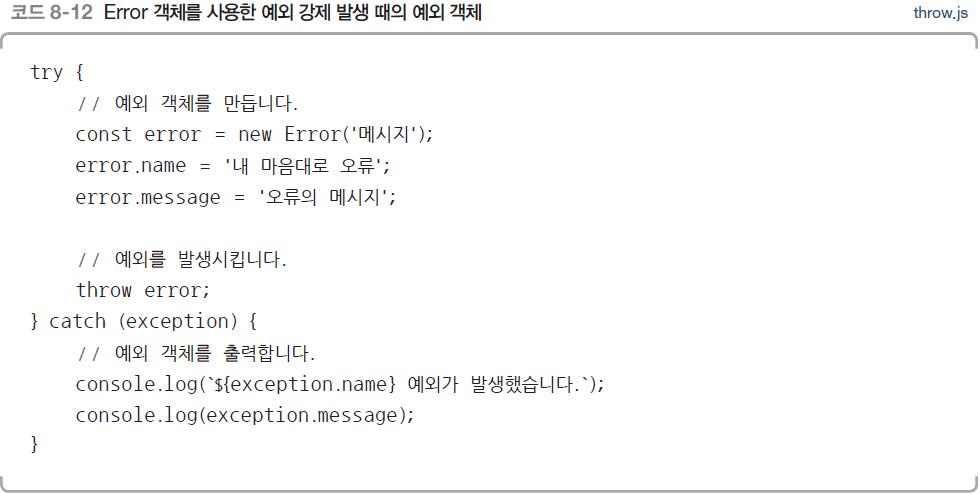 코드 8-12 Error 객체를 사용한 예외 강제 발생 때의 예외 객체 throw.js
try {
    // 예외 객체를 만듭니다.
    const error = new Error('메시지');
    error.name = '내 마음대로 오류';
    error.message = '오류의 메시지';

    // 예외를 발생시킵니다.
    throw error;
} catch (exception) {
    // 예외 객체를 출력합니다.
    console.log(`${exception.name} 예외가 발생했습니다.`);
    console.log(exception.message);
}